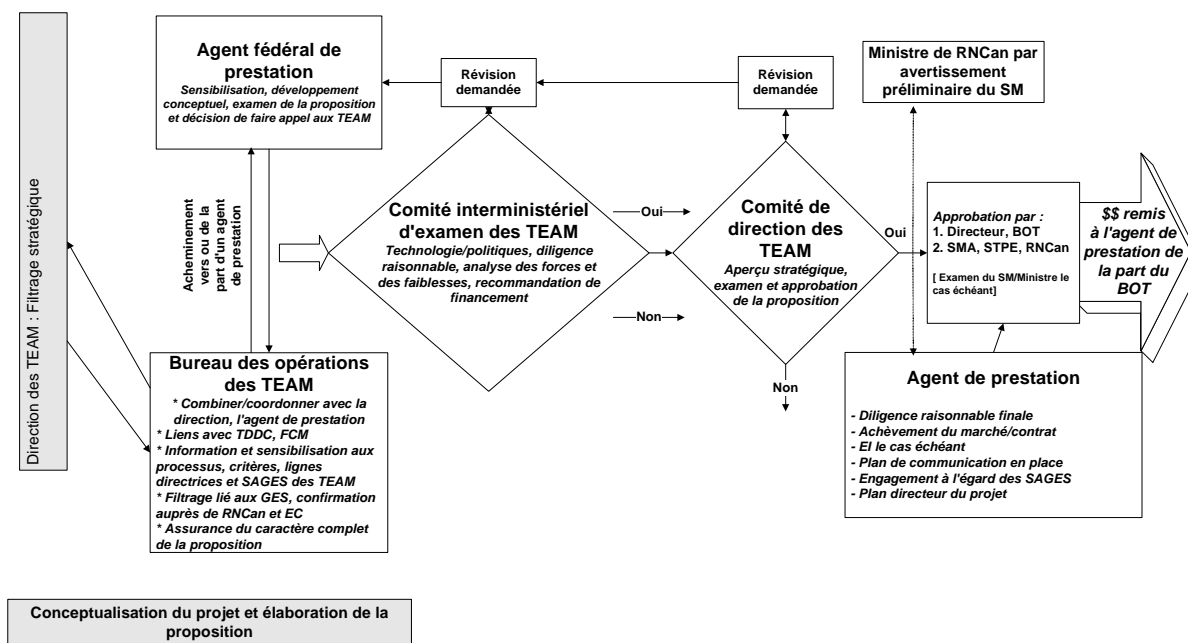 Direction des TEAM : Filtrage stratégique
Agent fédéral de
prestation
Sensibilisation, développement
conceptuel, examen de la proposition
et décision de faire appel aux TEAM
Acheminement
vers ou de la
part d'un agent
de prestation
Bureau des opérations
des TEAM
* Combiner/coordonner avec la
direction, l'agent de prestation
* Liens avec TDDC, FCM
* Information et sensibilisation aux
processus, critères, lignes
directrices et SAGES des TEAM
* Filtrage lié aux GES, confirmation
auprès de RNCan et EC
* Assurance du caractère complet
de la proposition
Révision
demandée
Comité interministériel
d'examen des TEAM
Technologie/politiques, diligence
raisonnable, analyse des forces et
des faiblesses, recommandation de
financement
Oui
Non
Révision
demandée
Comité de
direction des
TEAM
Aperçu stratégique,
examen et approbation
de la proposition
Oui
Non
Ministre de RNCan par
avertissement
préliminaire du SM
Approbation par :
1. Directeur, BOT
2. SMA, STPE, RNCan
[ Examen du SM/Ministre le
cas échéant]
$$ remis
à l'agent de
prestation de
la part du
BOT
Agent de prestation
- Diligence raisonnable finale
- Achèvement du marché/contrat
- EI le cas échéant
- Plan de communication en place
- Engagement à l'égard des SAGES
- Plan directeur du projet
Conceptualisation du projet et élaboration de la
proposition